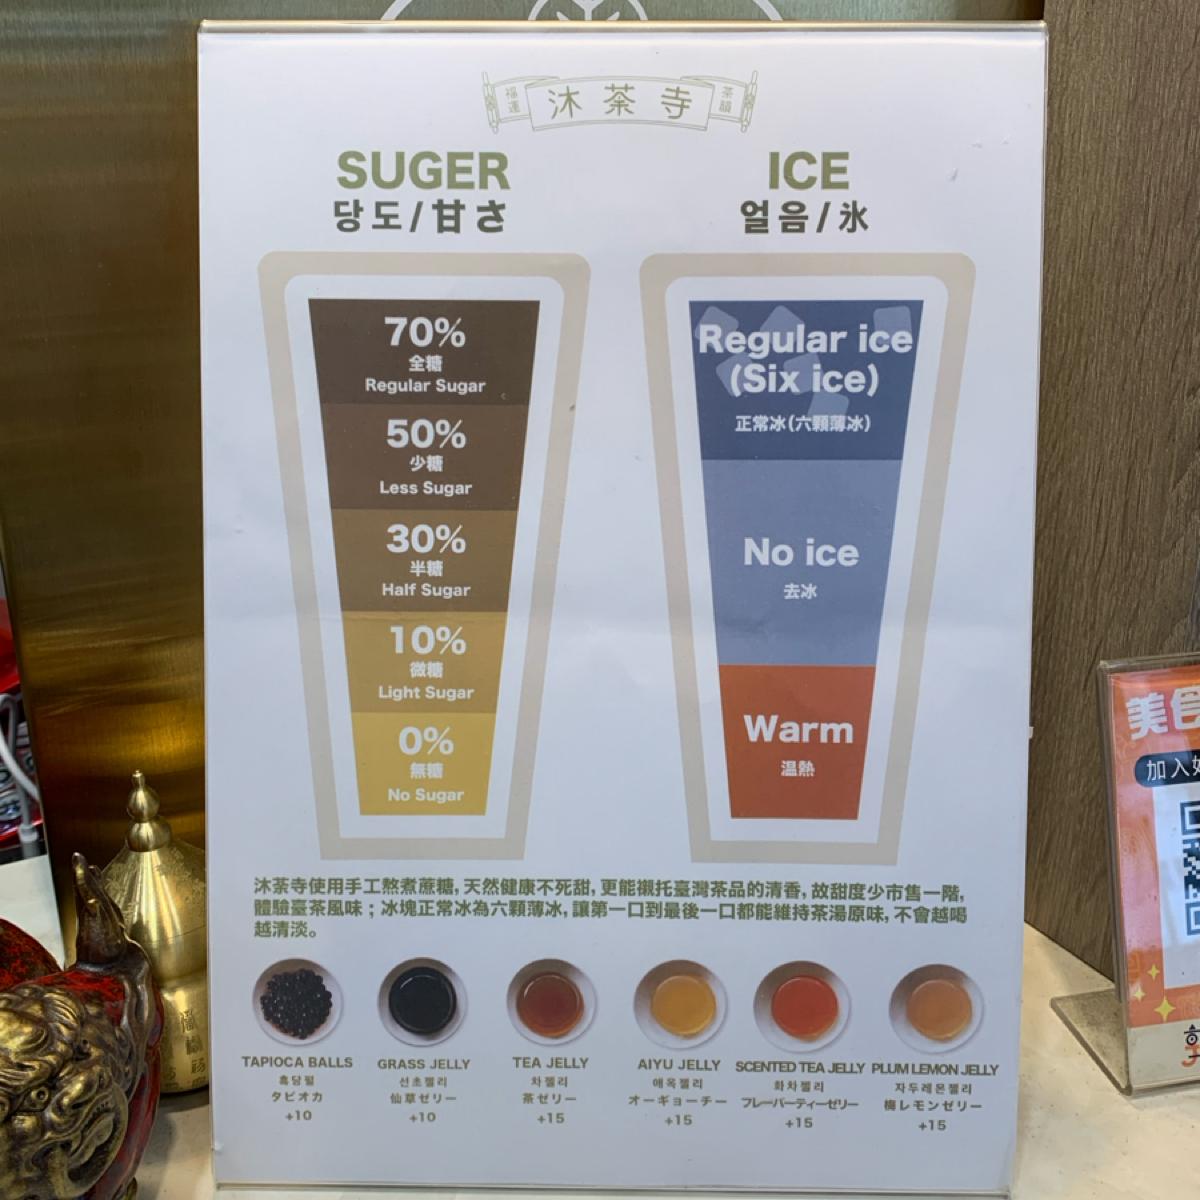 福運
沐荼寺
茶韻
SUGER
당도/甘さ
70%
全糖
Regular Sugar
50%
少糖
Less Sugar
30%
半糖
Half Sugar
10%
微糖
Light Sugar
0%
無糖
No Sugar
ICE
얼음/氷
Regular ice
(Six ice)
正常冰(六顆薄冰)
No ice
去冰
Warm
溫熱
沐荼寺使用手工熬煮蔗糖,天然健康不死甜,更能襯托臺灣茶品的清香,故甜度少市售一階,
體驗臺茶風味；冰塊正常冰為六顆薄冰,讓第一口到最後一口都能維持茶湯原味,不會越喝
越清淡。
TAPIOCA BALLS
흑당펄
タピオカ
+10
GRASS JELLY
선초젤리
仙草ゼリー
+10
TEA JELLY
차젤리
茶ゼリー
+15
AIYU JELLY
애옥젤리
オーギョーチー
+15
SCENTED TEA JELLY
화차젤리
フレーバーティーゼリー
+15
PLUM LEMON JELLY
자두레몬젤리
梅レモンゼリー
+15
美食
加入